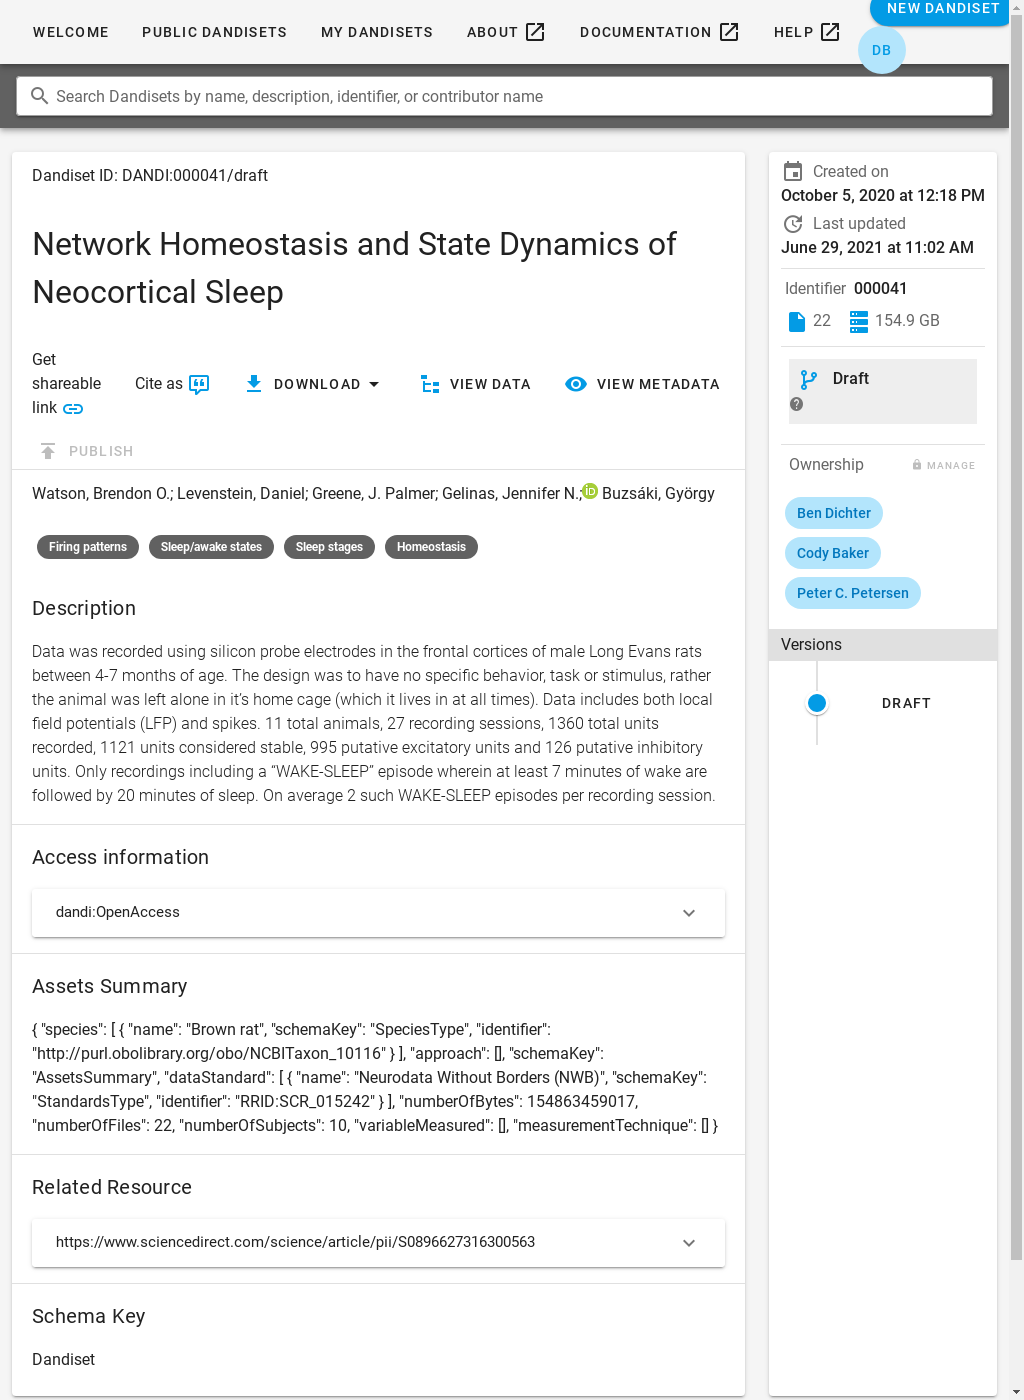 WELCOME PUBLIC DANDISETS MY DANDISETS ABOUT DOCUMENTATION HELP NEW DANDISET
DB
Search Dandisets by name, description, identifier, or contributor name
Dandiset ID: DANDI:000041/draft
Network Homeostasis and State Dynamics of
Neocortical Sleep
Get
shareable
link
Cite as
DOWNLOAD
VIEW DATA
VIEW METADATA
PUBLISH
Watson, Brendon O.; Levenstein, Daniel; Greene, J. Palmer; Gelinas, Jennifer N.; iD Buzsáki, György
Firing patterns Sleep/awake states Sleep stages Homeostasis
Description
Data was recorded using silicon probe electrodes in the frontal cortices of male Long Evans rats
between 4-7 months of age. The design was to have no specific behavior, task or stimulus, rather
the animal was left alone in it’s home cage (which it lives in at all times). Data includes both local
field potentials (LFP) and spikes. 11 total animals, 27 recording sessions, 1360 total units
recorded, 1121 units considered stable, 995 putative excitatory units and 126 putative inhibitory
units. Only recordings including a “WAKE-SLEEP” episode wherein at least 7 minutes of wake are
followed by 20 minutes of sleep. On average 2 such WAKE-SLEEP episodes per recording session.
Access information
dandi:OpenAccess
Assets Summary
{ "species": [ { "name": "Brown rat", "schemaKey": "SpeciesType", "identifier":
"http://purl.obolibrary.org/obo/NCBITaxon_10116" } ], "approach": [], "schemaKey":
"AssetsSummary", "dataStandard": [ { "name": "Neurodata Without Borders (NWB)", "schemaKey":
"StandardsType", "identifier": "RRID:SCR_015242" } ], "numberOfBytes": 154863459017,
"numberOfFiles": 22, "numberOfSubjects": 10, "variableMeasured": [], "measurementTechnique": [] }
Related Resource
https://www.sciencedirect.com/science/article/pii/S0896627316300563
Schema Key
Dandiset
Created on
October 5, 2020 at 12:18 PM
Last updated
June 29, 2021 at 11:02 AM
Identifier 000041
22 154.9 GB
Draft
?
Ownership MANAGE
Ben Dichter
Cody Baker
Peter C. Petersen
Versions
DRAFT